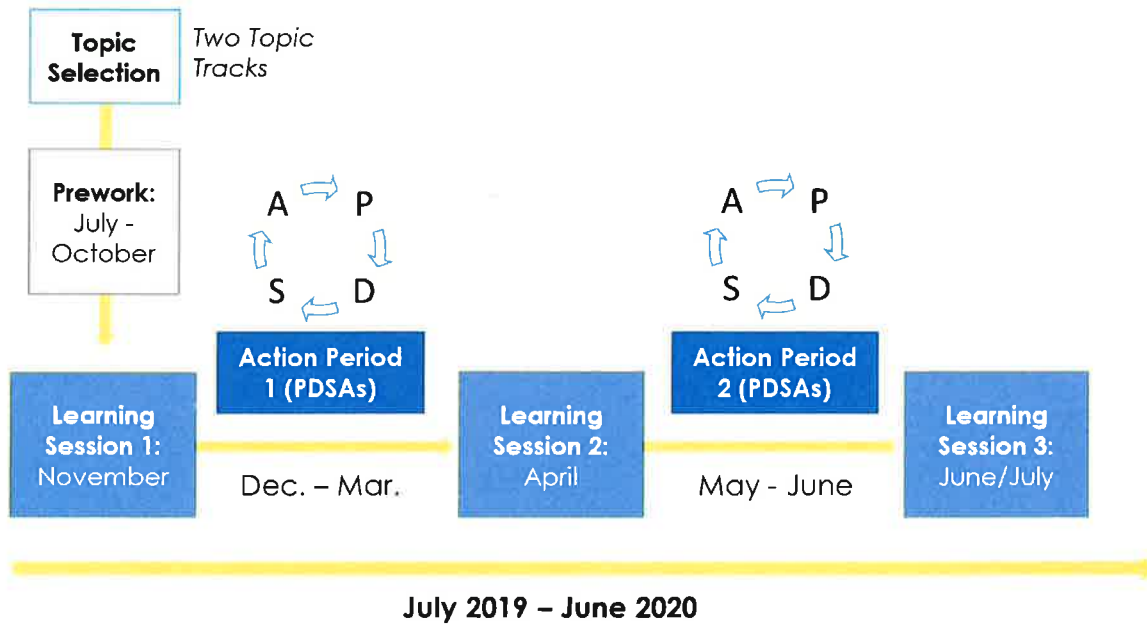 Topic
Selection
Two Topic
Tracks
Prework:
July -
October
A P
S D
A P
S D
Action Period
1 (PDSAs)
Action Period
2 (PDSAs)
Learning
Session 1:
November
Dec. – Mar.
Learning
Session 2:
April
May - June
Learning
Session 3:
June/July
July 2019 – June 2020